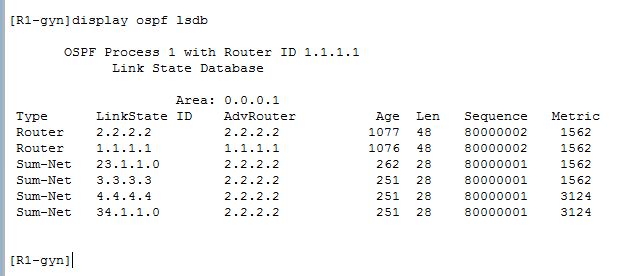 [R1-gyn]display ospf lsdb
OSPF Process 1 with Router ID 1.1.1.1
Link State Database
Area: 0.0.0.1
Type LinkState ID AdvRouter Age Len Sequence Metric
Router 2.2.2.2 2.2.2.2 1077 48 80000002 1562
Router 1.1.1.1 1.1.1.1 1076 48 80000002 1562
Sum-Net 23.1.1.0 2.2.2.2 262 28 80000001 1562
Sum-Net 3.3.3.3 2.2.2.2 251 28 80000001 1562
Sum-Net 4.4.4.4 2.2.2.2 251 28 80000001 3124
Sum-Net 34.1.1.0 2.2.2.2 251 28 80000001 3124
[R1-gyn]